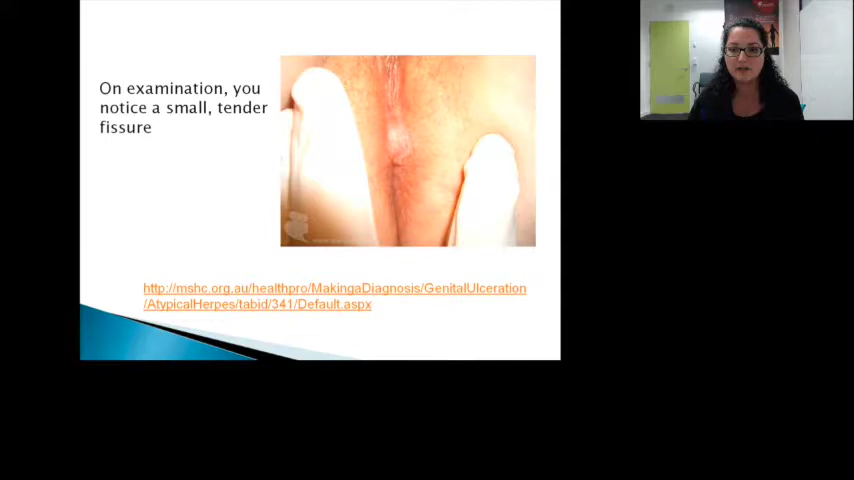 On examination, you
notice a small, tender
fissure
http://mshc.org.au/healthpro/MakingaDiagnosis/GenitalUlceration
/AtypicalHerpes/tabid/341/Default.aspx